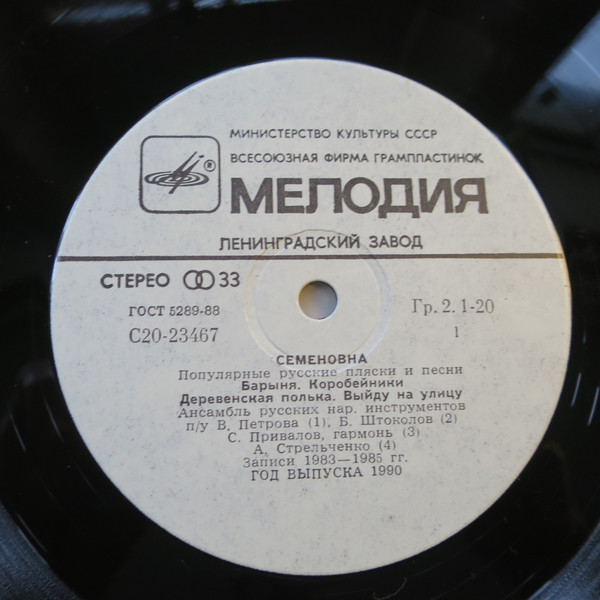 МИНИСТЕРСТВО КУЛЬТУРЫ СССР
ВСЕСОЮЗНАЯ ФИРМА ГРАМПЛАСТИНОК
®
МЕЛОДИЯ
ЛЕНИНГРАДСКИЙ ЗАВОД
СТЕРЕО 33
ГОСТ 5289-88
Гр. 2. 1-20
С20-23467
1
СЕМЕНОВНА
Популярные русские пляски и песни
Барыня. Коробейники
Деревенская полька. Выйду на улицу
Ансамбль русских нар. инструментов
п/у В. Петрова (1), Б. Штоколов (2)
С. Привалов, гармонь (3)
А. Стрельченко (4)
Записи 1983—1985 гг.
ГОД ВЫПУСКА 1990